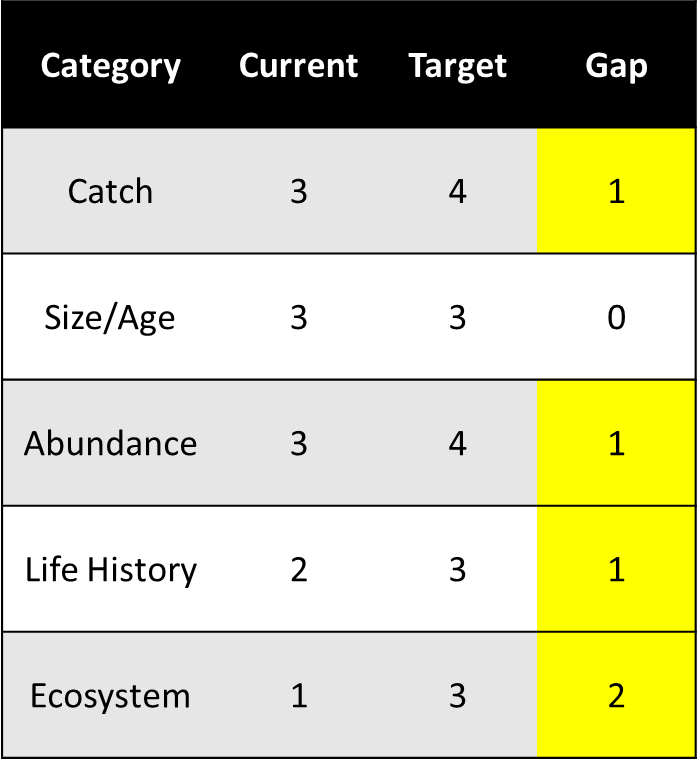 Category Current Target Gap
Catch 3 4 1
Size/Age 3 3 0
Abundance 3 4 1
Life History 2 3 1
Ecosystem 1 3 2